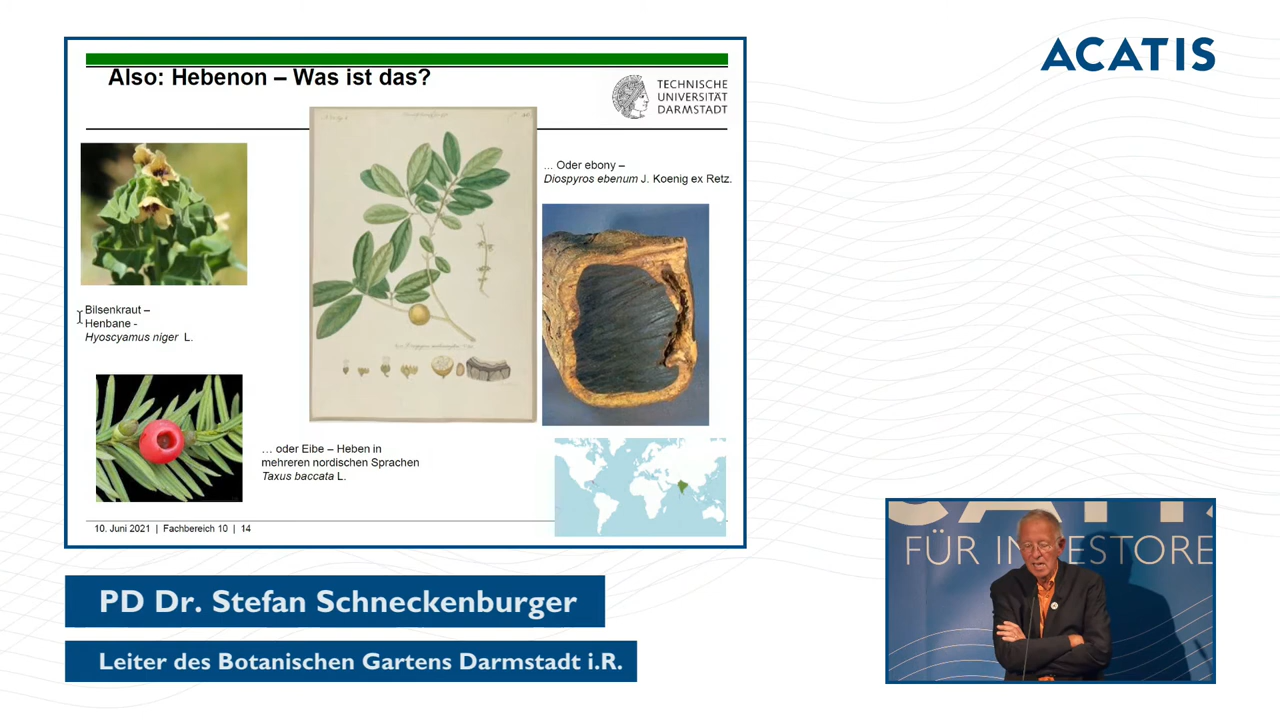 ACATIS
Also: Hebenon – Was ist das?
TECHNISCHE
UNIVERSITÄT
DARMSTADT
... Oder ebony –
Diospyros ebenum J. Koenig ex Retz.
Bilsenkraut –
Henbane -
Hyoscyamus niger L.
... oder Eibe – Heben in
mehreren nordischen Sprachen
Taxus baccata L.
10. Juni 2021 | Fachbereich 10 | 14
FÜR INVESTORE
PD Dr. Stefan Schneckenburger
Leiter des Botanischen Gartens Darmstadt i.R.